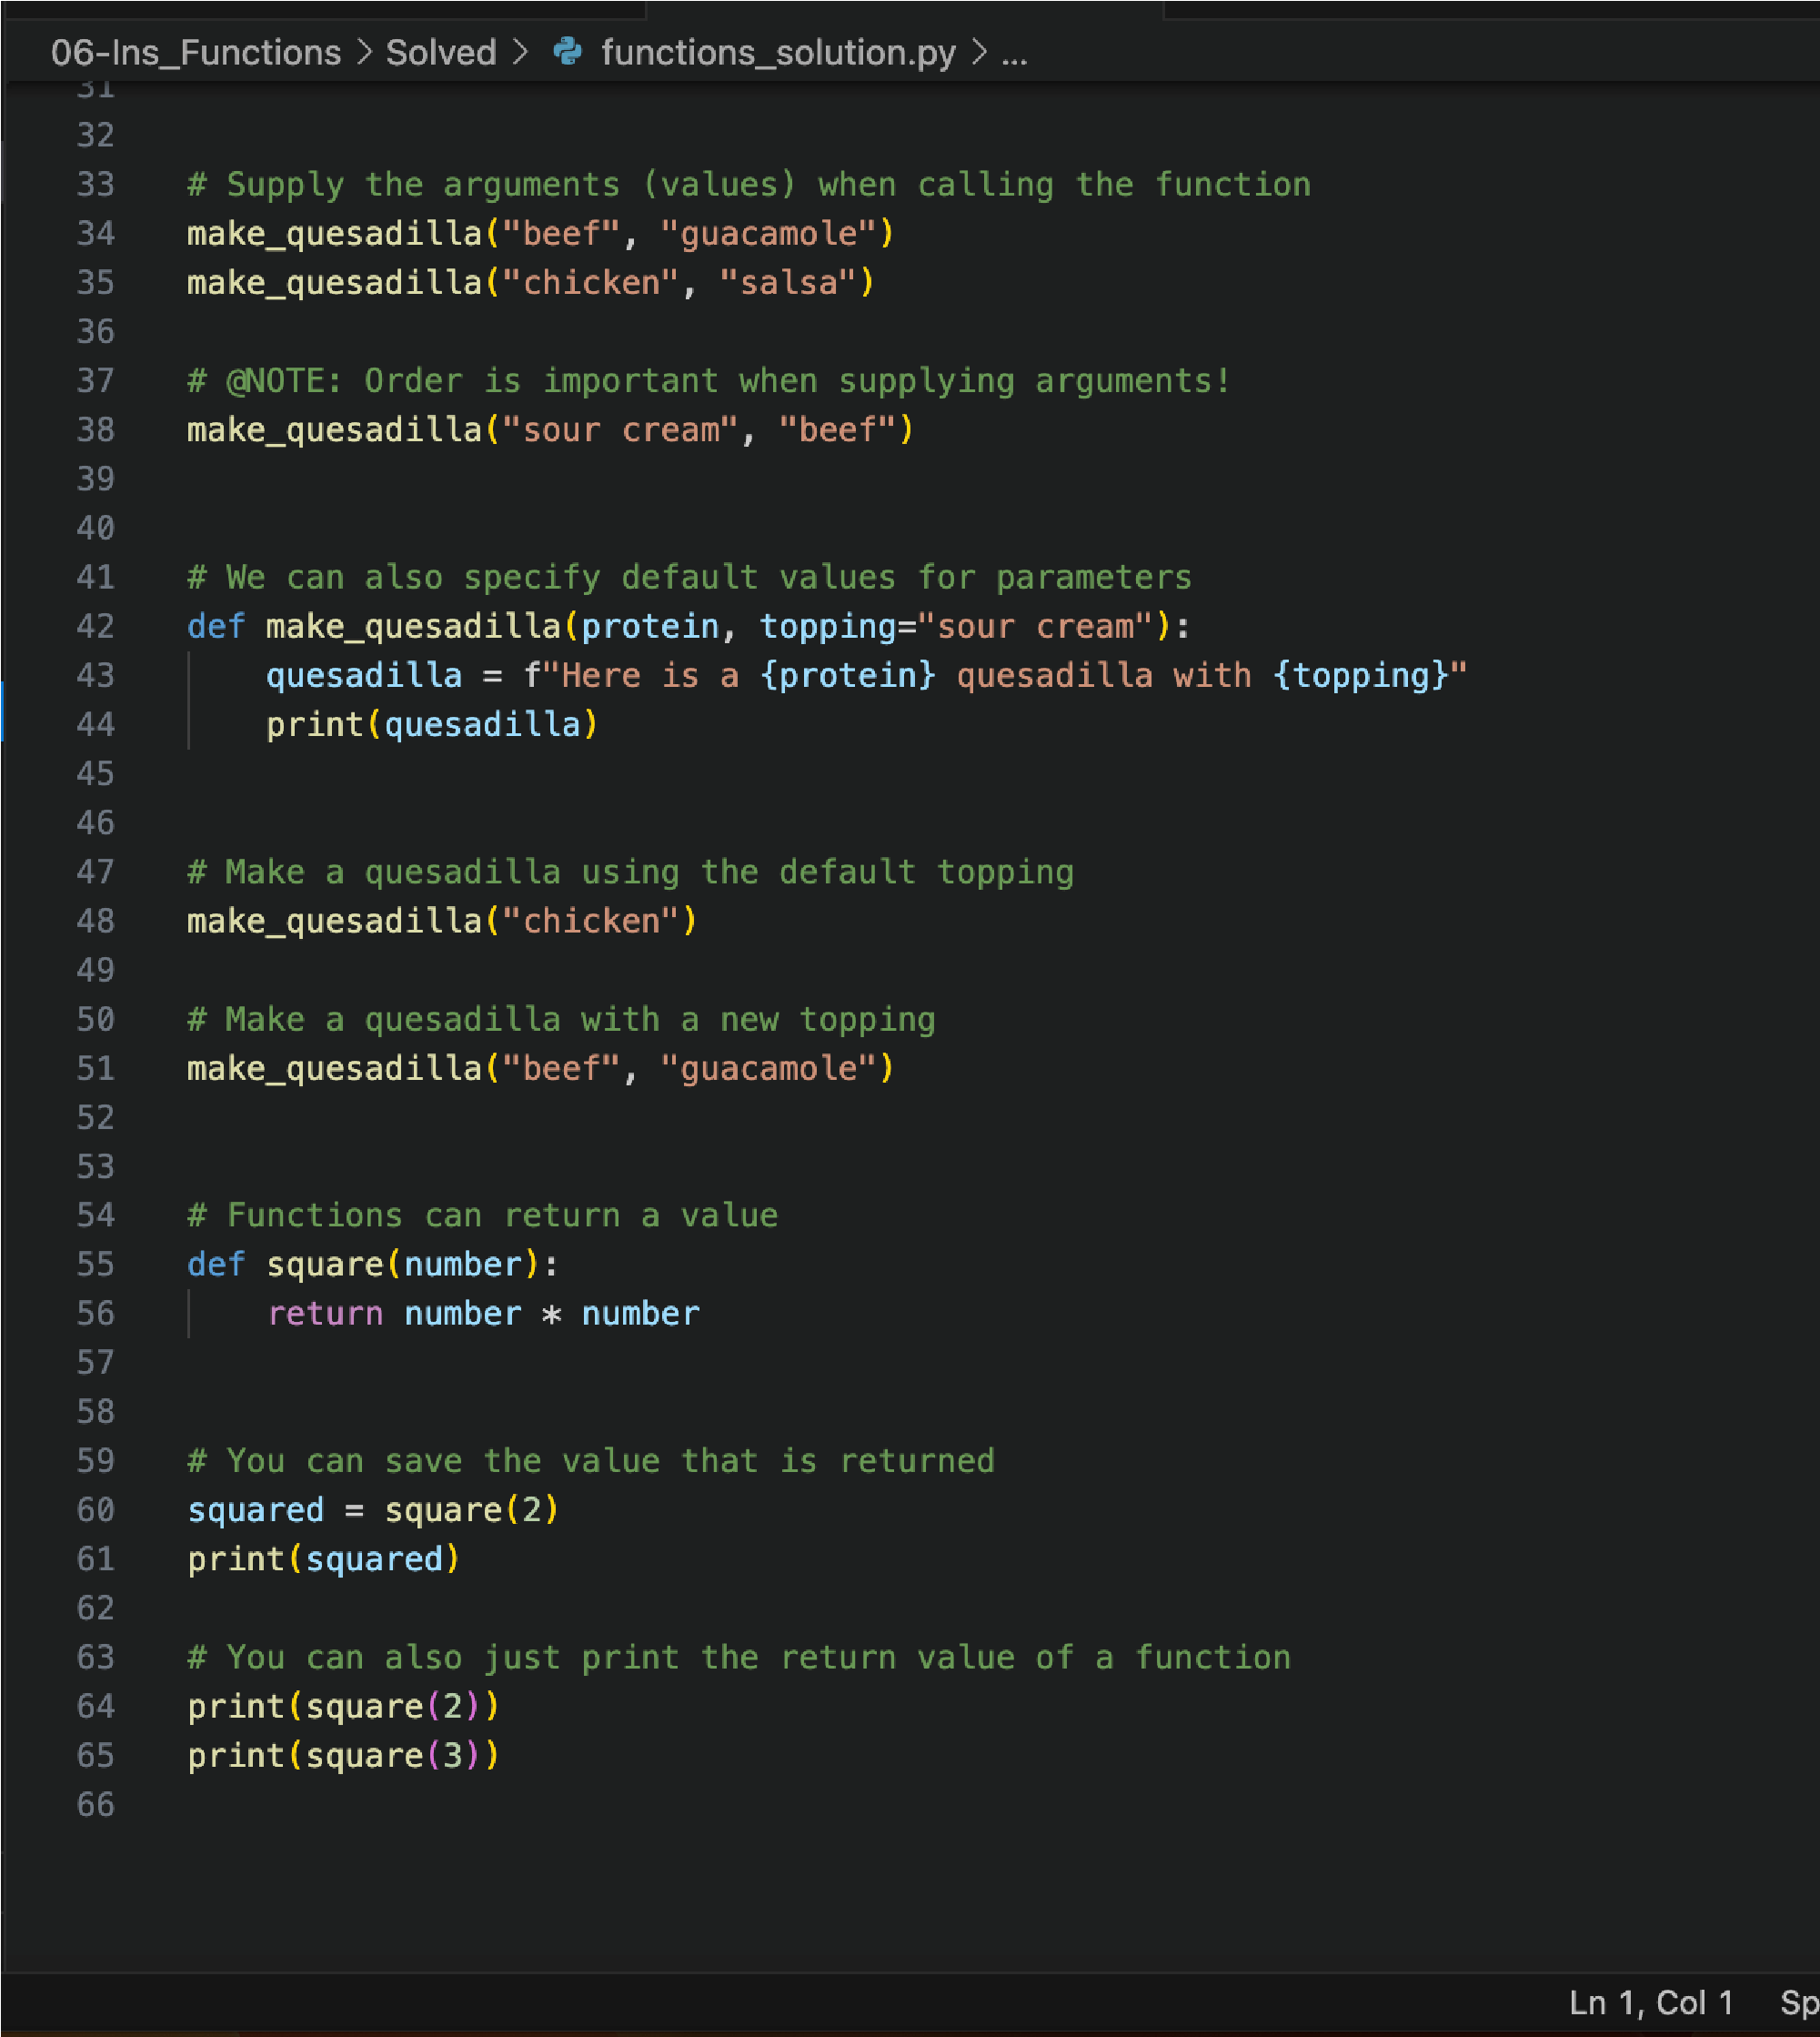 06-Ins_Functions > Solved > functions_solution.py > ...
31
32
33 # Supply the arguments (values) when calling the function
34 make_quesadilla("beef", "guacamole")
35 make_quesadilla("chicken", "salsa")
36
37 # @NOTE: Order is important when supplying arguments!
38 make_quesadilla("sour cream", "beef")
39
40
41 # We can also specify default values for parameters
42 def make_quesadilla(protein, topping="sour cream"):
43     quesadilla = f"Here is a {protein} quesadilla with {topping}"
44     print(quesadilla)
45
46
47 # Make a quesadilla using the default topping
48 make_quesadilla("chicken")
49
50 # Make a quesadilla with a new topping
51 make_quesadilla("beef", "guacamole")
52
53
54 # Functions can return a value
55 def square(number):
56     return number * number
57
58
59 # You can save the value that is returned
60 squared = square(2)
61 print(squared)
62
63 # You can also just print the return value of a function
64 print(square(2))
65 print(square(3))
66
Ln 1, Col 1 Sp